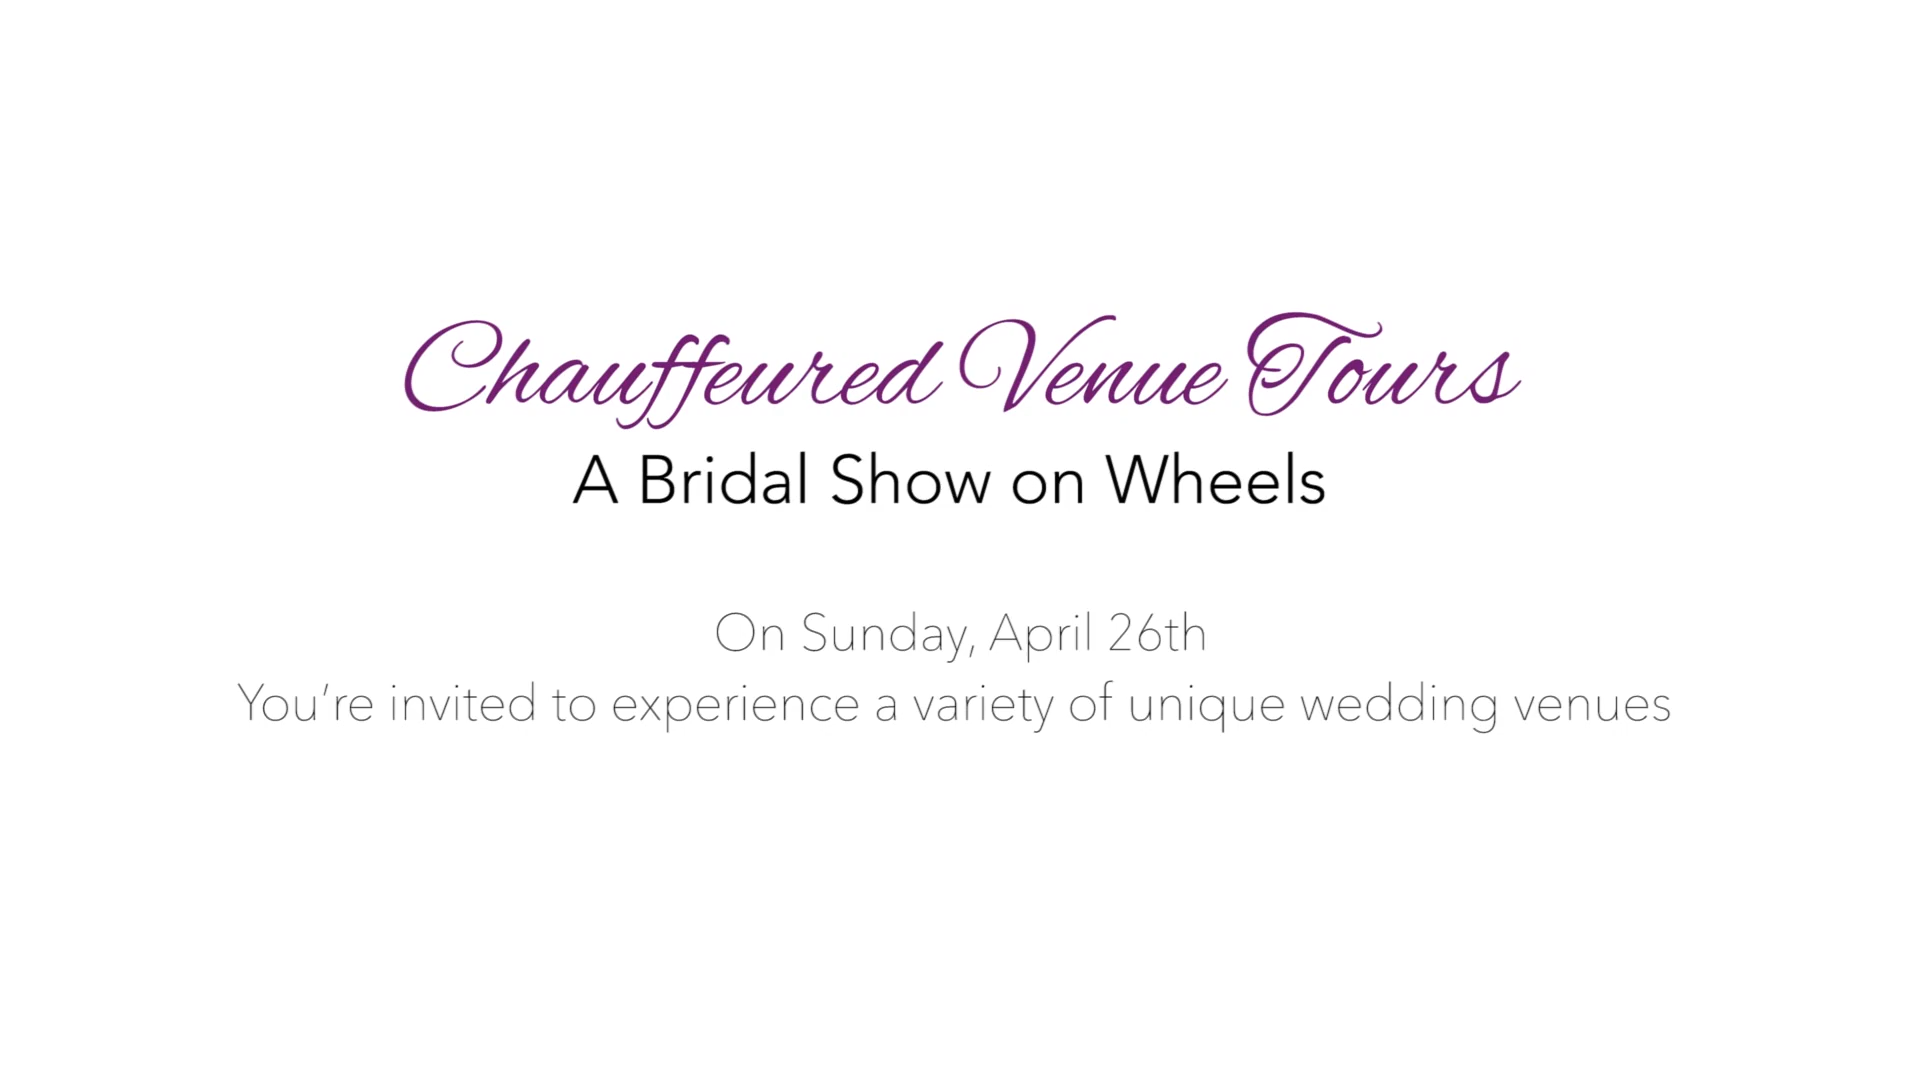 Chauffeured Venue Tours
A Bridal Show on Wheels
On Sunday, April 26th
You’re invited to experience a variety of unique wedding venues